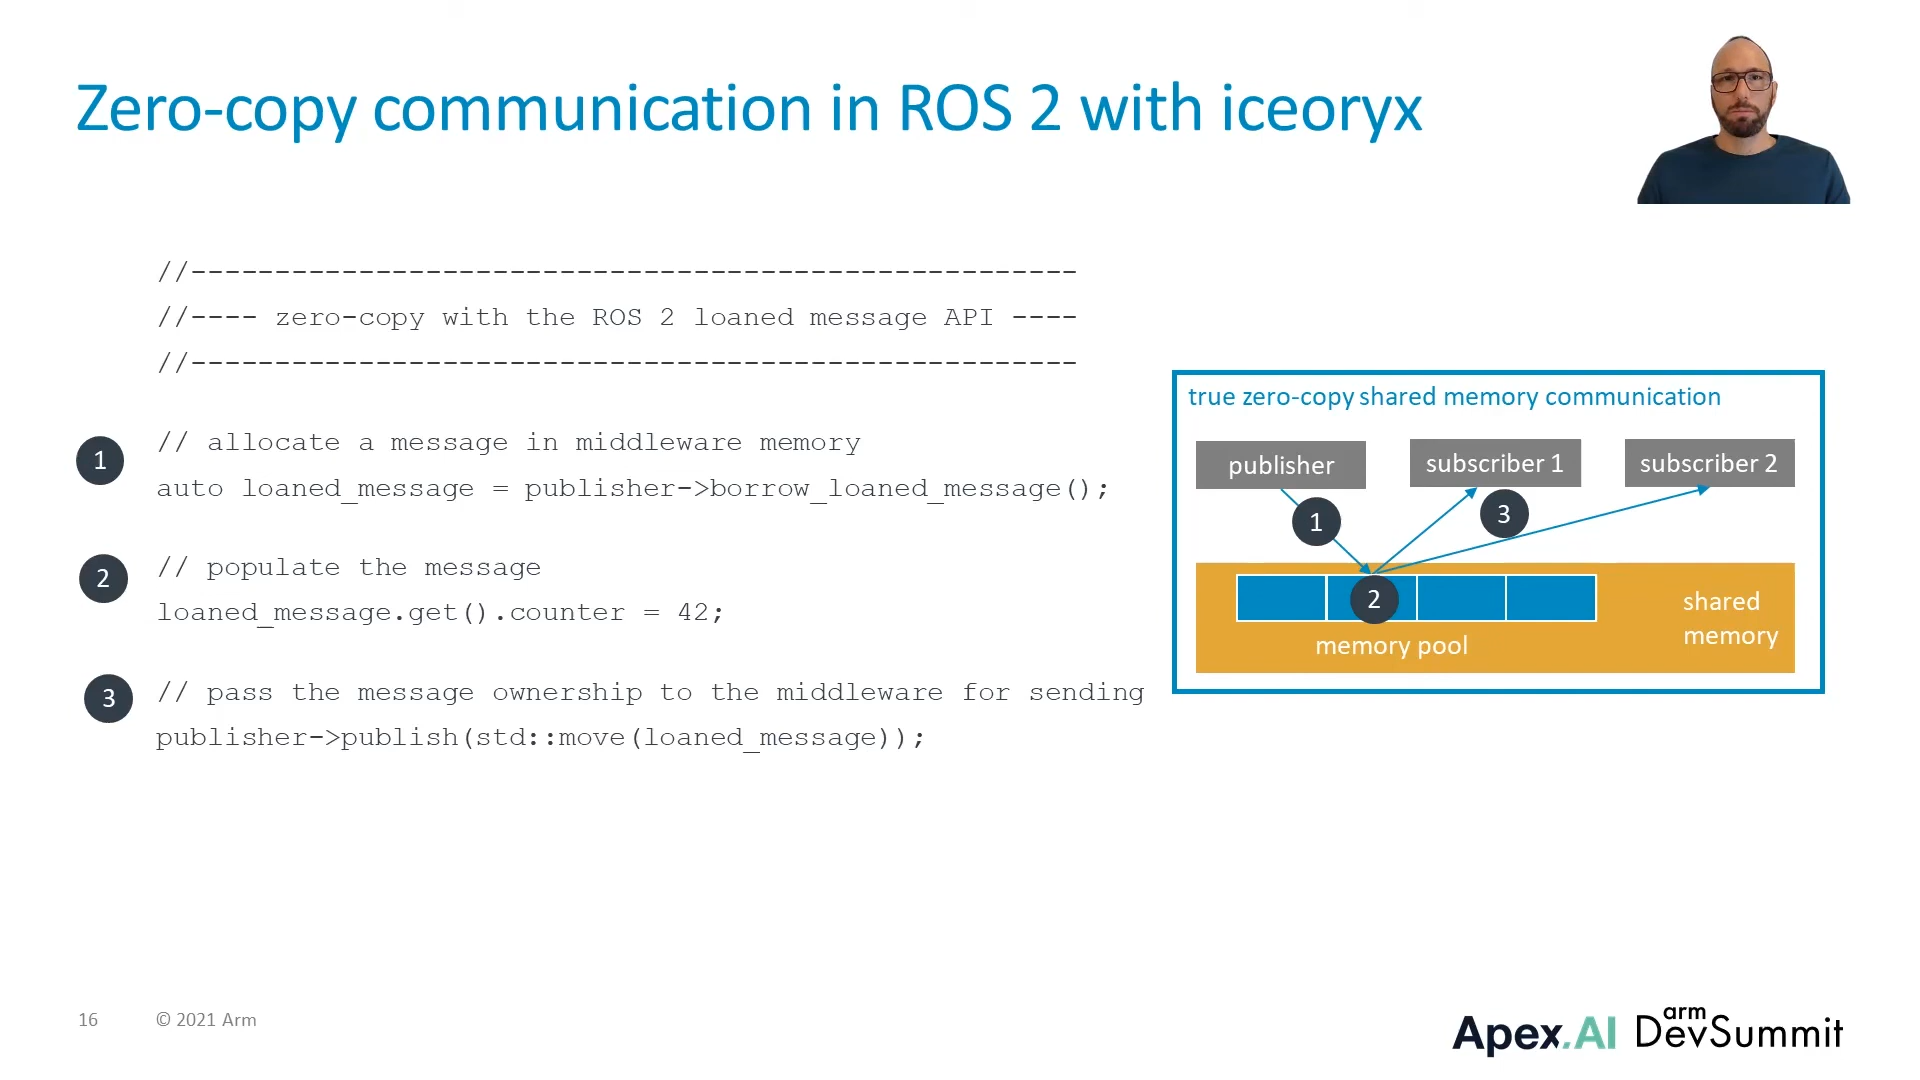 Zero-copy communication in ROS 2 with iceoryx
//-----------------------------------------------------
//---- zero-copy with the ROS 2 loaned message API ----
//-----------------------------------------------------
1
// allocate a message in middleware memory
auto loaned_message = publisher->borrow_loaned_message();
2
// populate the message
loaned_message.get().counter = 42;
3
// pass the message ownership to the middleware for sending
publisher->publish(std::move(loaned_message));
true zero-copy shared memory communication
publisher
subscriber 1
subscriber 2
1
3
2
memory pool
shared
memory
16
© 2021 Arm
Apex.AI
arm
DevSummit